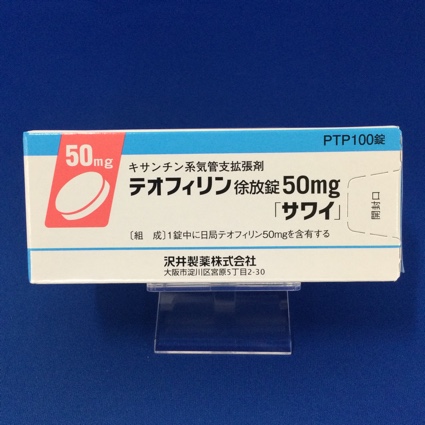 PTP100錠
50mg
キサンチン系気管支拡張剤
テオフィリン徐放錠50mg
「サワイ」
開封口
〔組 成〕1錠中に日局テオフィリン50mgを含有する
沢井製薬株式会社
大阪市淀川区宮原5丁目2-30